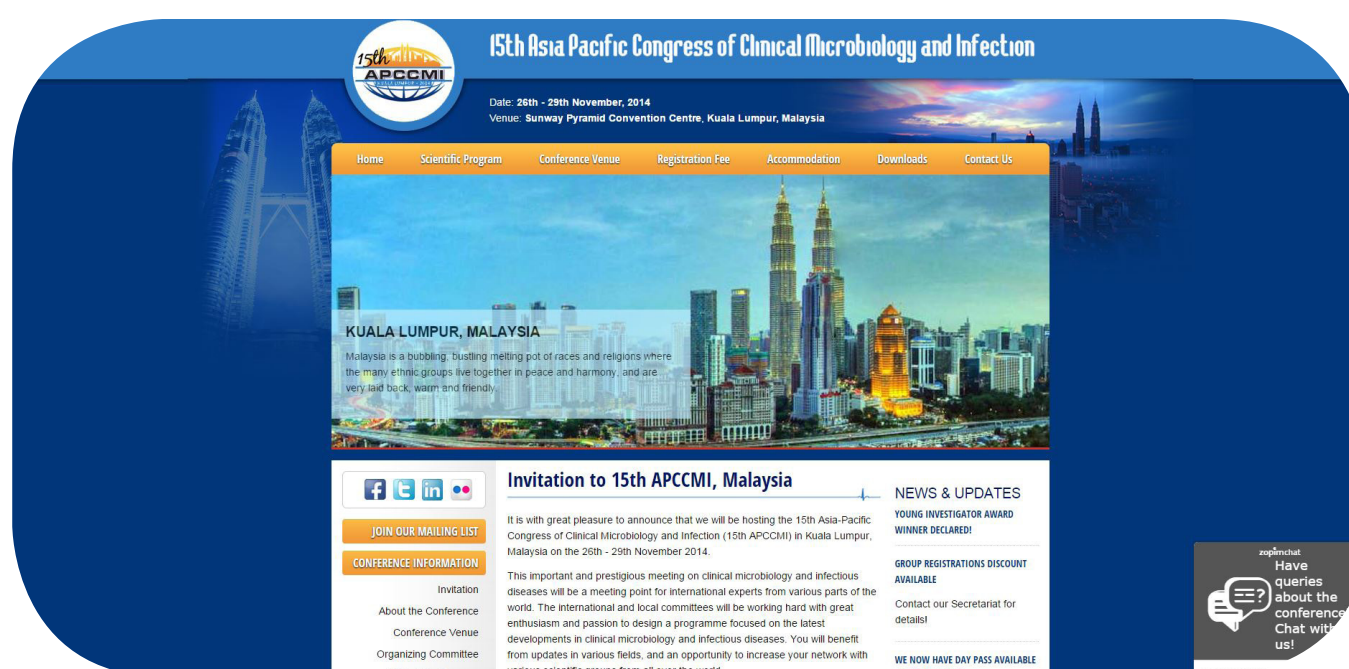 15th Asia Pacific Congress of Clinical Microbiology and Infection
15th
APCCMI
Date: 26th - 29th November, 2014
Venue: Sunway Pyramid Convention Centre, Kuala Lumpur, Malaysia
Home Scientific Program Conference Venue Registration Fee Accommodation Downloads Contact Us
KUALA LUMPUR, MALAYSIA
Malaysia is a bubbling, bustling melting pot of races and religions where
the many ethnic groups live together in peace and harmony, and are
very laid back, warm and friendly.
JOIN OUR MAILING LIST
CONFERENCE INFORMATION
Invitation
About the Conference
Conference Venue
Organizing Committee
Invitation to 15th APCCMI, Malaysia
It is with great pleasure to announce that we will be hosting the 15th Asia-Pacific
Congress of Clinical Microbiology and Infection (15th APCCMI) in Kuala Lumpur,
Malaysia on the 26th - 29th November 2014.
This important and prestigious meeting on clinical microbiology and infectious
diseases will be a meeting point for international experts from various parts of the
world. The international and local committees will be working hard with great
enthusiasm and passion to design a programme focused on the latest
developments in clinical microbiology and infectious diseases. You will benefit
from updates in various fields, and an opportunity to increase your network with
various scientific groups from all over the world.
NEWS & UPDATES
YOUNG INVESTIGATOR AWARD
WINNER DECLARED!
GROUP REGISTRATIONS DISCOUNT
AVAILABLE
Contact our Secretariat for
details!
WE NOW HAVE DAY PASS AVAILABLE
zopimchat
Have
queries
about the
conference
Chat with
us!